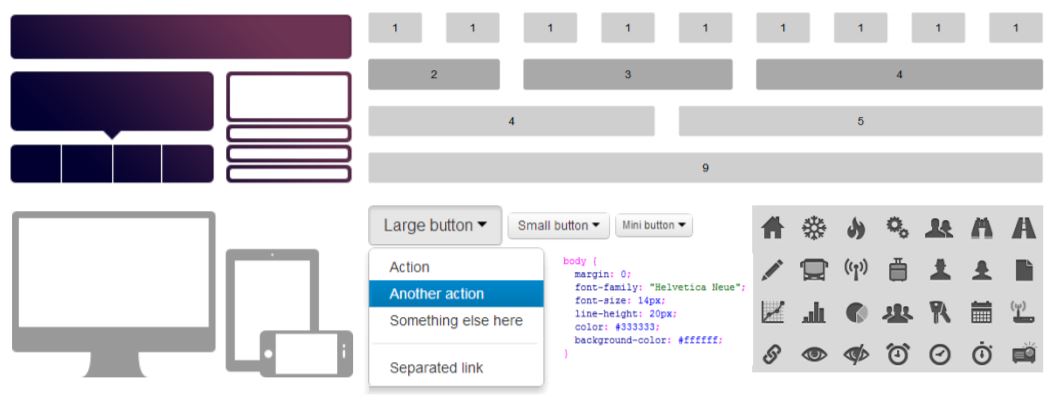 1 1 1 1 1 1 1 1 1
2 3 4
4 5
9
Large button Small button Mini button
Action
Another action
Something else here
Separated link
body {
margin: 0;
font-family: "Helvetica Neue";
font-size: 14px;
line-height: 20px;
color: #333333;
background-color: #ffffff;
}